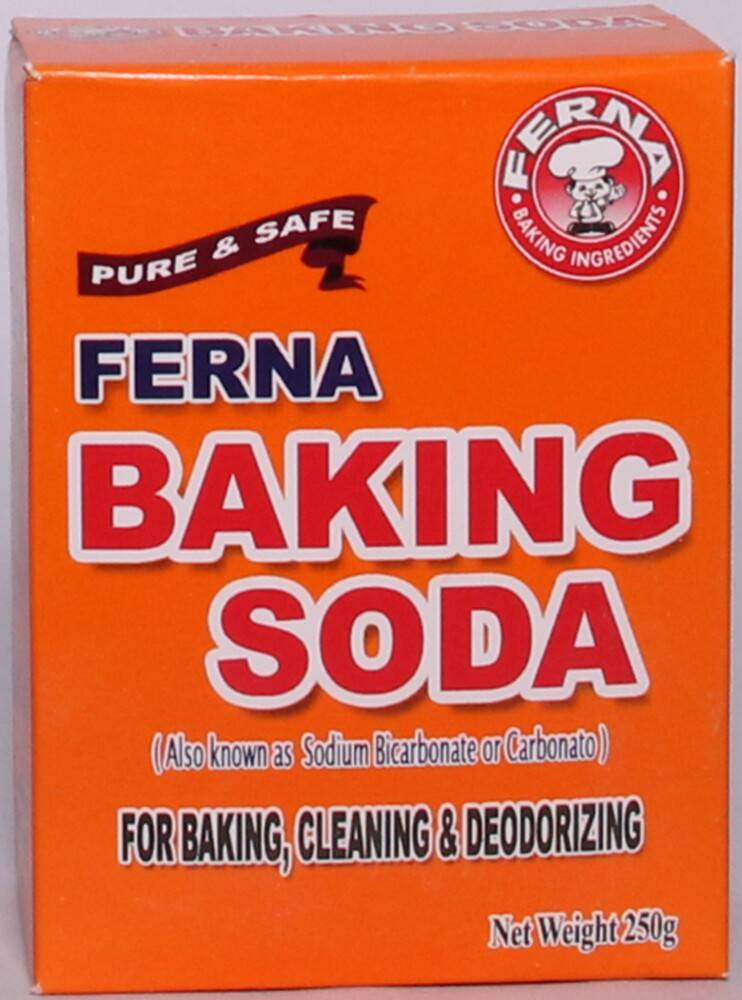 BAKING SODA
FERNA
BAKING INGREDIENTS
PURE & SAFE
FERNA
BAKING
SODA
(Also known as Sodium Bicarbonate or Carbonato)
FOR BAKING, CLEANING & DEODORIZING
Net Weight 250g